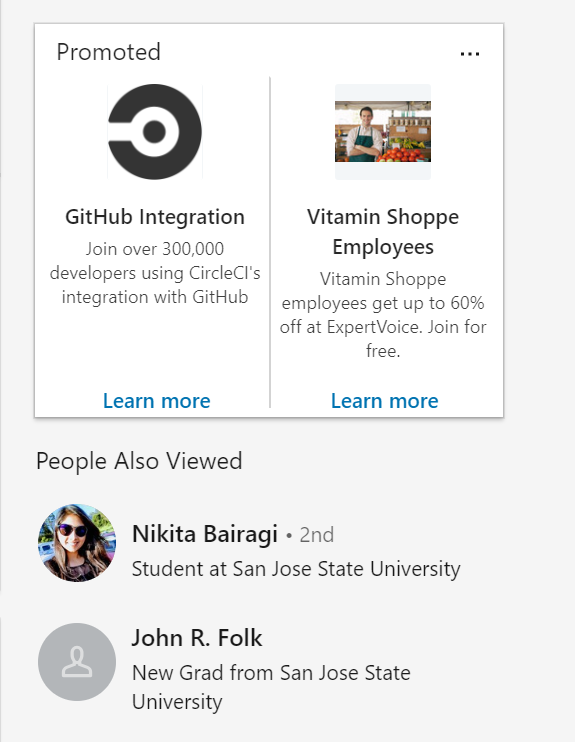 Promoted
GitHub Integration
Join over 300,000
developers using CircleCI's
integration with GitHub
Learn more
Vitamin Shoppe
Employees
Vitamin Shoppe
employees get up to 60%
off at ExpertVoice. Join for
free.
Learn more
People Also Viewed
Nikita Bairagi • 2nd
Student at San Jose State University
John R. Folk
New Grad from San Jose State
University